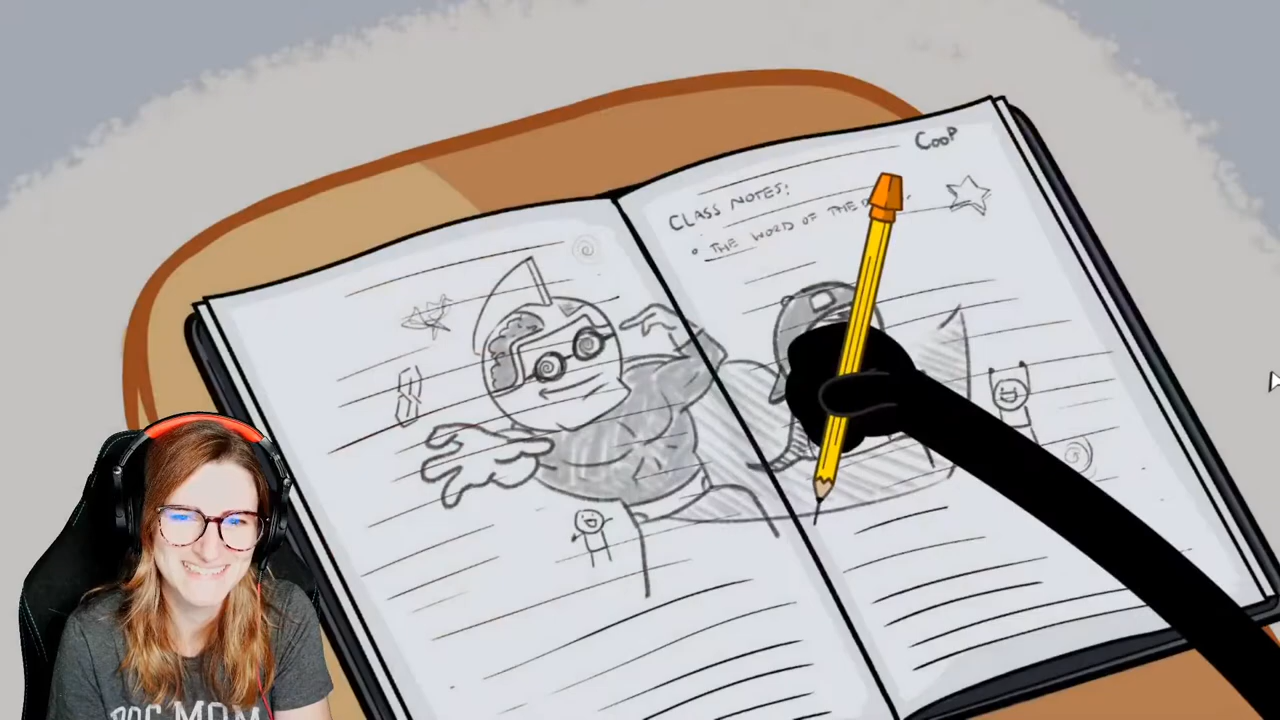 Coop
CLASS NOTES:
• THE WORD OF THE
DOG MOM